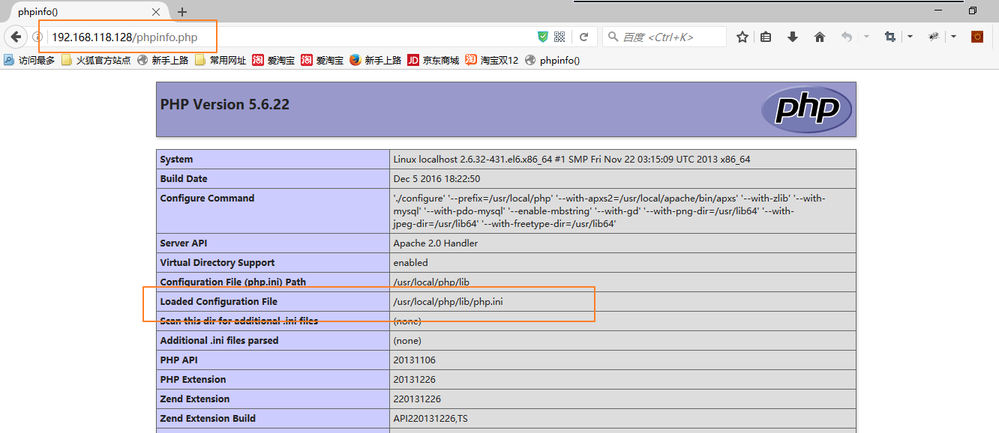 phpinfo()
192.168.118.128/phpinfo.php
百度 <Ctrl+K>
访问最多 火狐官方站点 新手上路 常用网址 淘 爱淘宝 淘 爱淘宝 新手上路 JD 京东商城 淘 淘宝双12 phpinfo()
PHP Version 5.6.22
php
System Linux localhost 2.6.32-431.el6.x86_64 #1 SMP Fri Nov 22 03:15:09 UTC 2013 x86_64
Build Date Dec 5 2016 18:22:50
Configure Command './configure' '--prefix=/usr/local/php' '--with-apxs2=/usr/local/apache/bin/apxs' '--with-zlib' '--with-
mysql' '--with-pdo-mysql' '--enable-mbstring' '--with-gd' '--with-png-dir=/usr/lib64' '--with-
jpeg-dir=/usr/lib64' '--with-freetype-dir=/usr/lib64'
Server API Apache 2.0 Handler
Virtual Directory Support enabled
Configuration File (php.ini) Path /usr/local/php/lib
Loaded Configuration File /usr/local/php/lib/php.ini
Scan this dir for additional .ini files (none)
Additional .ini files parsed (none)
PHP API 20131106
PHP Extension 20131226
Zend Extension 220131226
Zend Extension Build API220131226,TS